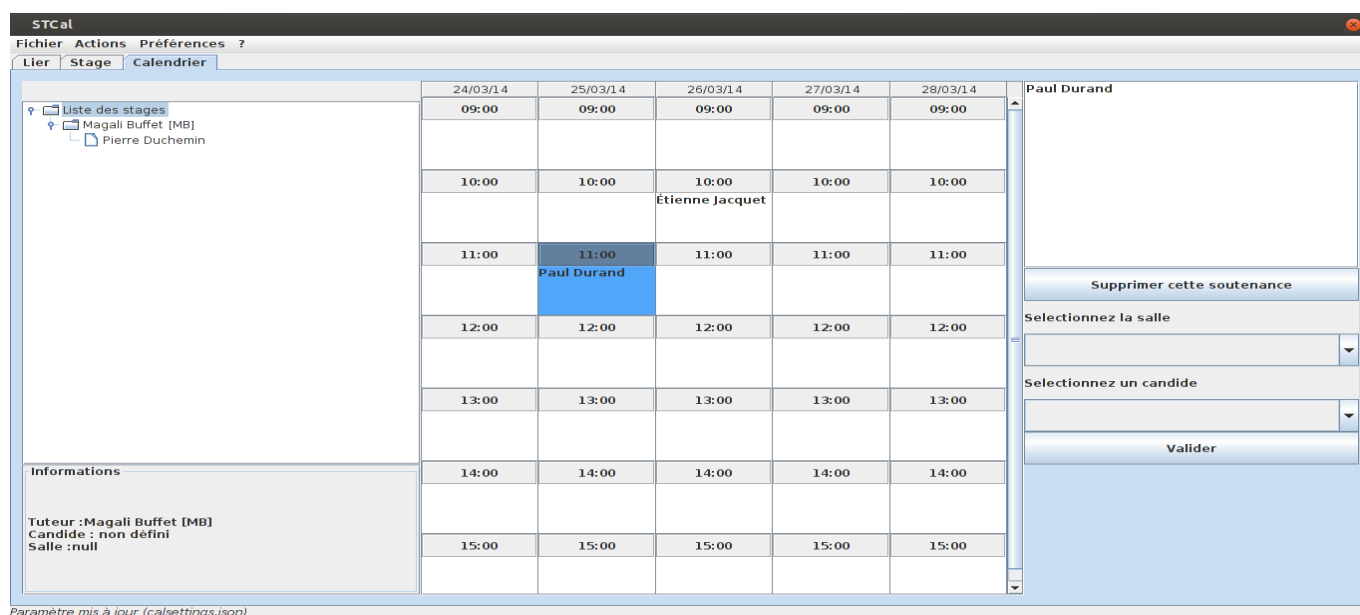 STCal
Fichier Actions Préférences ?
Lier Stage Calendrier
Liste des stages
Magali Buffet [MB]
Pierre Duchemin
Informations
Tuteur :Magali Buffet [MB]
Candide : non défini
Salle :null
24/03/14 25/03/14 26/03/14 27/03/14 28/03/14
09:00 09:00 09:00 09:00 09:00
10:00 10:00 10:00 10:00 10:00
Étienne Jacquet
11:00 11:00 11:00 11:00 11:00
Paul Durand
12:00 12:00 12:00 12:00 12:00
13:00 13:00 13:00 13:00 13:00
14:00 14:00 14:00 14:00 14:00
15:00 15:00 15:00 15:00 15:00
Paul Durand
Supprimer cette soutenance
Selectionnez la salle
Selectionnez un candide
Valider
Paramètre mis à jour (calsettings.json)